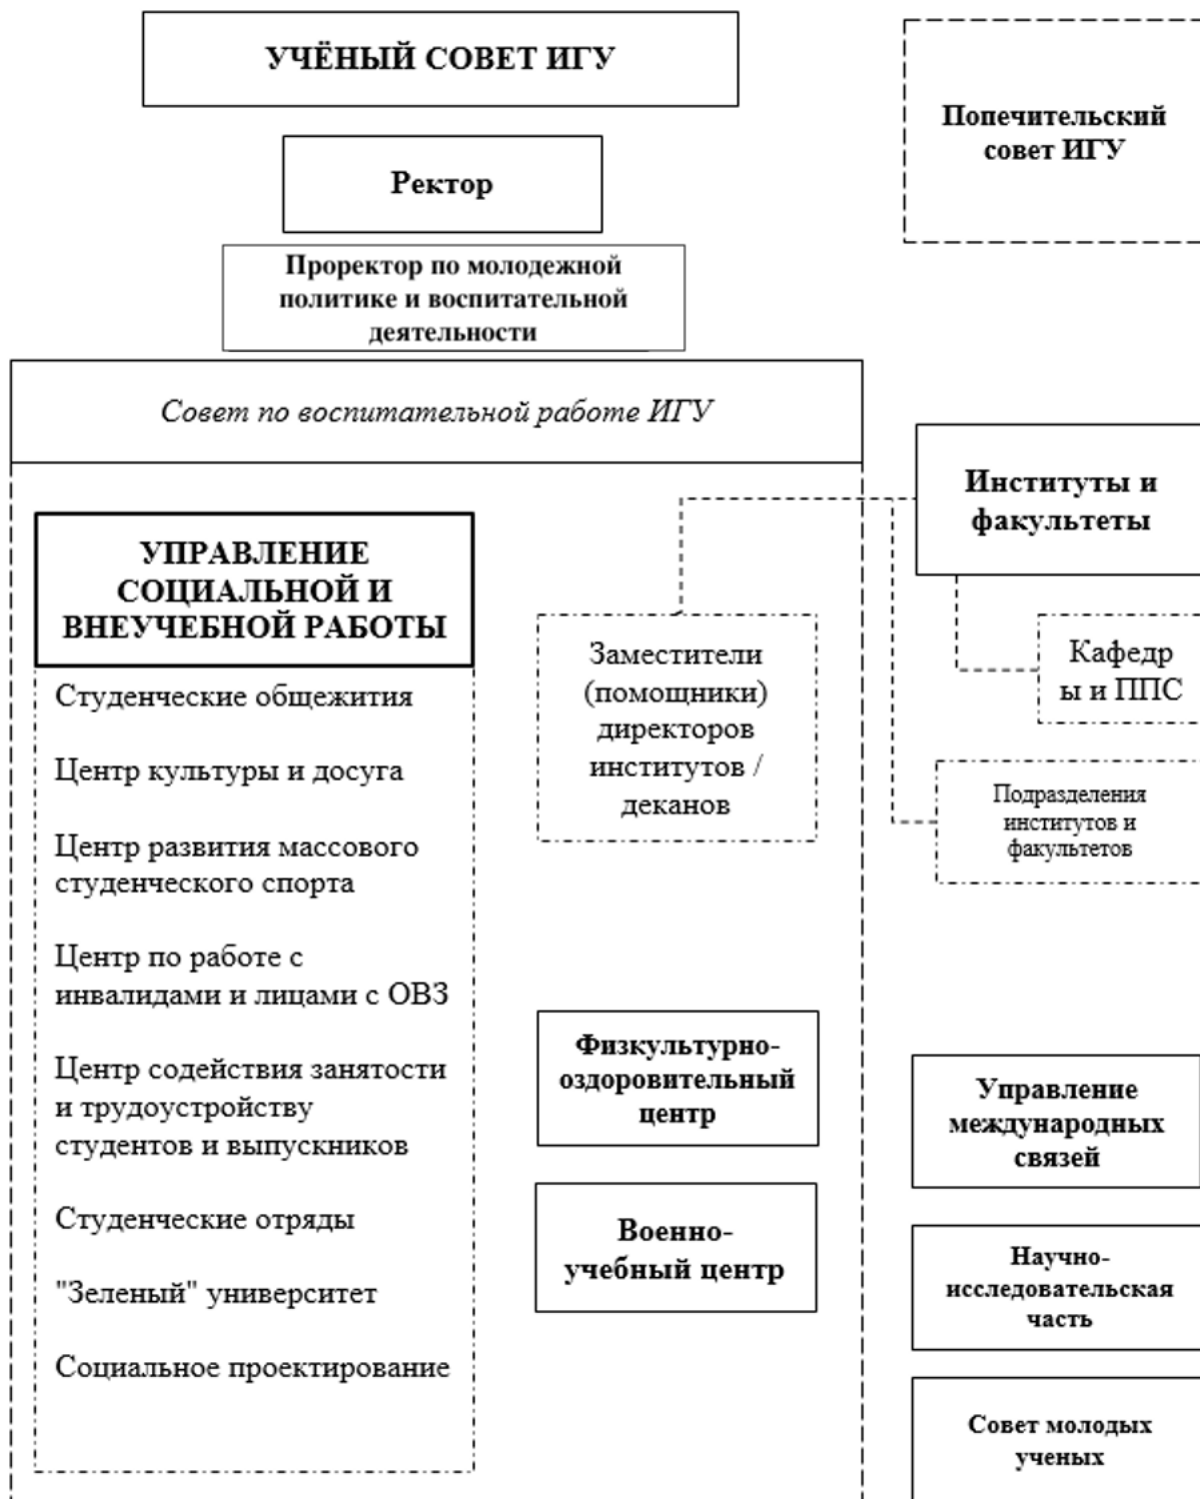 УЧЁНЫЙ СОВЕТ ИГУ
Попечительский
совет ИГУ
Ректор
Проректор по молодежной
политике и воспитательной
деятельности
Совет по воспитательной работе ИГУ
УПРАВЛЕНИЕ
СОЦИАЛЬНОЙ И
ВНЕУЧЕБНОЙ РАБОТЫ
Студенческие общежития
Центр культуры и досуга
Центр развития массового
студенческого спорта
Центр по работе с
инвалидами и лицами с ОВЗ
Центр содействия занятости
и трудоустройству
студентов и выпускников
Студенческие отряды
"Зеленый" университет
Социальное проектирование
Заместители
(помощники)
директоров
институтов /
деканов
Физкультурно-
оздоровительный
центр
Военно-
учебный центр
Институты и
факультеты
Кафедр
ы и ППС
Подразделения
институтов и
факультетов
Управление
международных
связей
Научно-
исследовательская
часть
Совет молодых
ученых